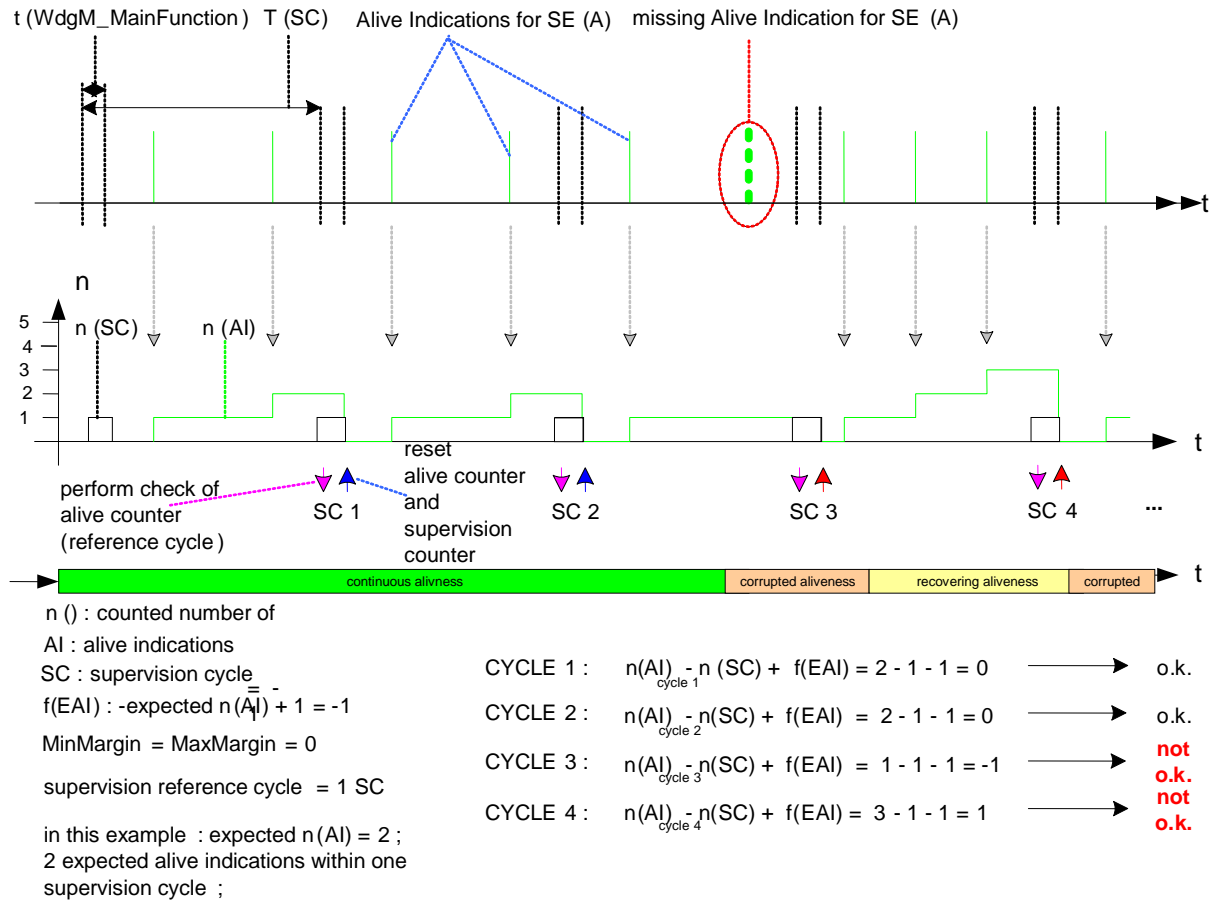 t (WdgM_MainFunction) T (SC) Alive Indications for SE (A) missing Alive Indication for SE (A)
t
n
5
4
3
2
1
n (SC) n (AI)
t
perform check of
alive counter
(reference cycle)
reset
alive counter
and
supervision
counter
SC 1 SC 2 SC 3 SC 4 ...
continuous alivness corrupted aliveness recovering aliveness corrupted
t
n () : counted number of
AI : alive indications
SC : supervision cycle
= -
1
f(EAI) : -expected n (AI) + 1 = -1
MinMargin = MaxMargin = 0
supervision reference cycle = 1 SC
in this example : expected n (AI) = 2 ;
2 expected alive indications within one
supervision cycle ;
CYCLE 1 : n(AI) cycle 1 - n (SC) + f(EAI) = 2 - 1 - 1 = 0 o.k.
CYCLE 2 : n(AI) cycle 2 - n(SC) + f(EAI) = 2 - 1 - 1 = 0 o.k.
CYCLE 3 : n(AI) cycle 3 - n(SC) + f(EAI) = 1 - 1 - 1 = -1 not o.k.
CYCLE 4 : n(AI) cycle 4 - n(SC) + f(EAI) = 3 - 1 - 1 = 1 not o.k.